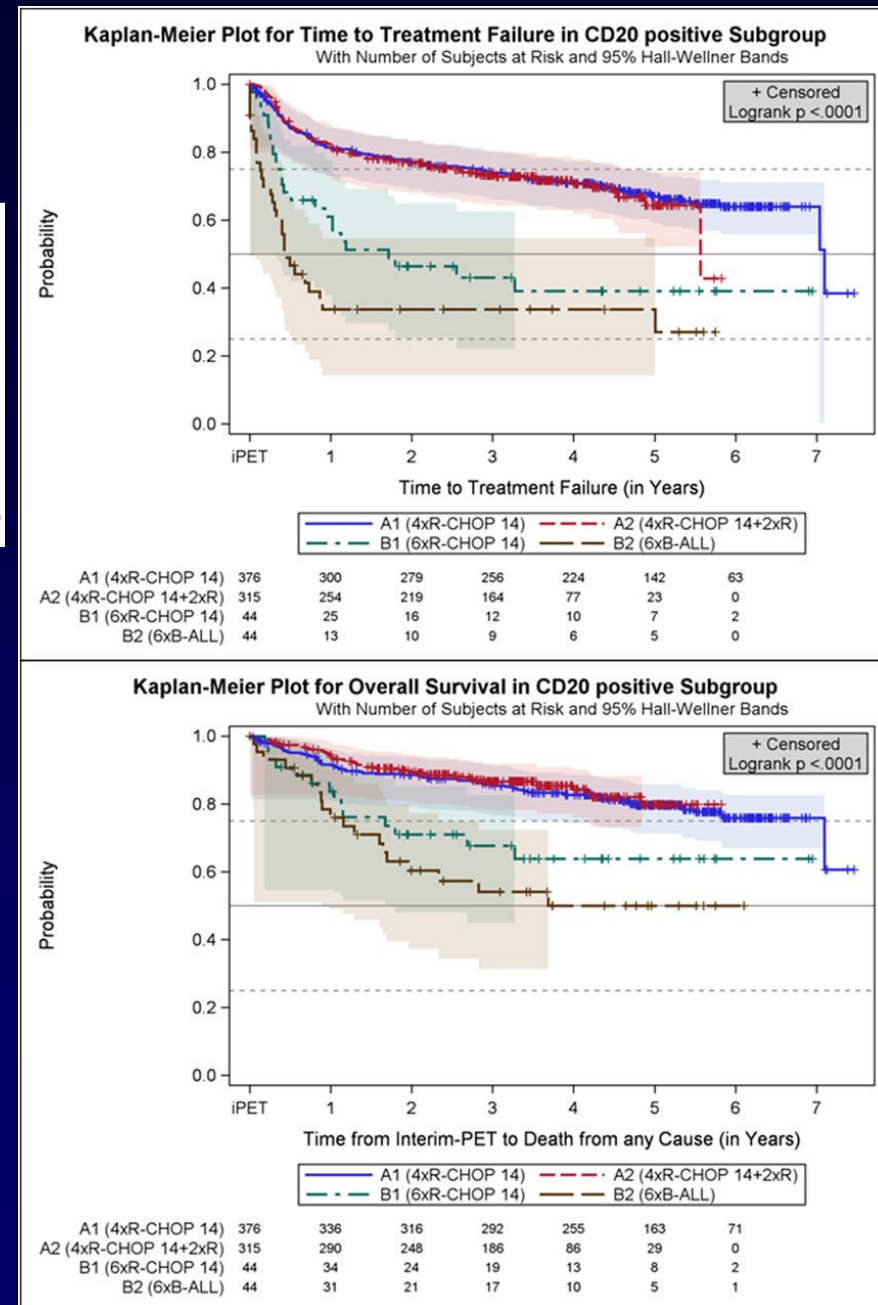 Kaplan-Meier Plot for Time to Treatment Failure in CD20 positive Subgroup
With Number of Subjects at Risk and 95% Hall-Wellner Bands
+ Censored
Logrank p <.0001
Probability
1.0
0.8
0.6
0.4
0.2
0.0
iPET 1 2 3 4 5 6 7
Time to Treatment Failure (in Years)
A1 (4xR-CHOP 14) A2 (4xR-CHOP 14+2xR)
B1 (6xR-CHOP 14) B2 (6xB-ALL)
A1 (4xR-CHOP 14) 376 300 279 256 224 142 63
A2 (4xR-CHOP 14+2xR) 315 254 219 164 77 23 0
B1 (6xR-CHOP 14) 44 25 16 12 10 7 2
B2 (6xB-ALL) 44 13 10 9 6 5 0
Kaplan-Meier Plot for Overall Survival in CD20 positive Subgroup
With Number of Subjects at Risk and 95% Hall-Wellner Bands
+ Censored
Logrank p <.0001
Probability
1.0
0.8
0.6
0.4
0.2
0.0
iPET 1 2 3 4 5 6 7
Time from Interim-PET to Death from any Cause (in Years)
A1 (4xR-CHOP 14) A2 (4xR-CHOP 14+2xR)
B1 (6xR-CHOP 14) B2 (6xB-ALL)
A1 (4xR-CHOP 14) 376 336 316 292 255 163 71
A2 (4xR-CHOP 14+2xR) 315 290 248 186 86 29 0
B1 (6xR-CHOP 14) 44 34 24 19 13 8 2
B2 (6xB-ALL) 44 31 21 17 10 5 1